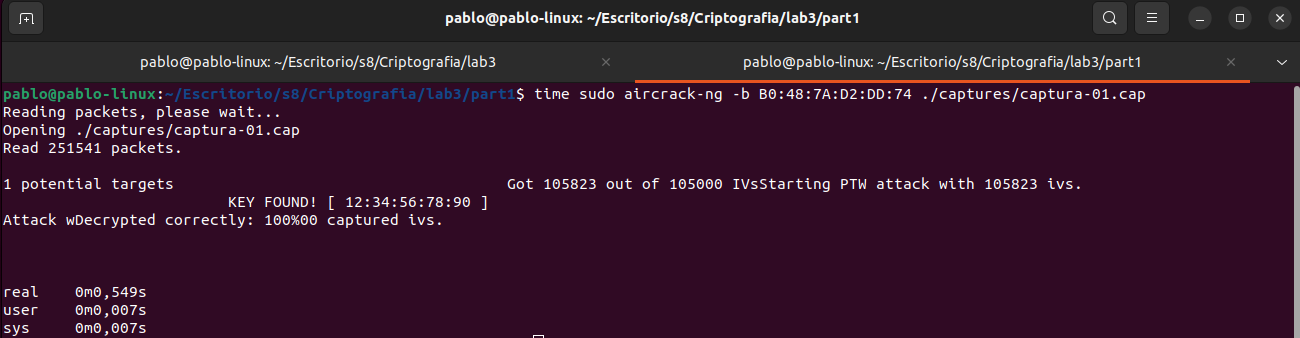 pablo@pablo-linux: ~/Escritorio/s8/Criptografia/lab3/part1
pablo@pablo-linux: ~/Escritorio/s8/Criptografia/lab3
pablo@pablo-linux: ~/Escritorio/s8/Criptografia/lab3/part1
pablo@pablo-linux:~/Escritorio/s8/Criptografia/lab3/part1$ time sudo aircrack-ng -b B0:48:7A:D2:DD:74 ./captures/captura-01.cap
Reading packets, please wait...
Opening ./captures/captura-01.cap
Read 251541 packets.
1 potential targets Got 105823 out of 105000 IVsStarting PTW attack with 105823 ivs.
KEY FOUND! [ 12:34:56:78:90 ]
Attack wDecrypted correctly: 100%00 captured ivs.
real 0m0,549s
user 0m0,007s
sys 0m0,007s